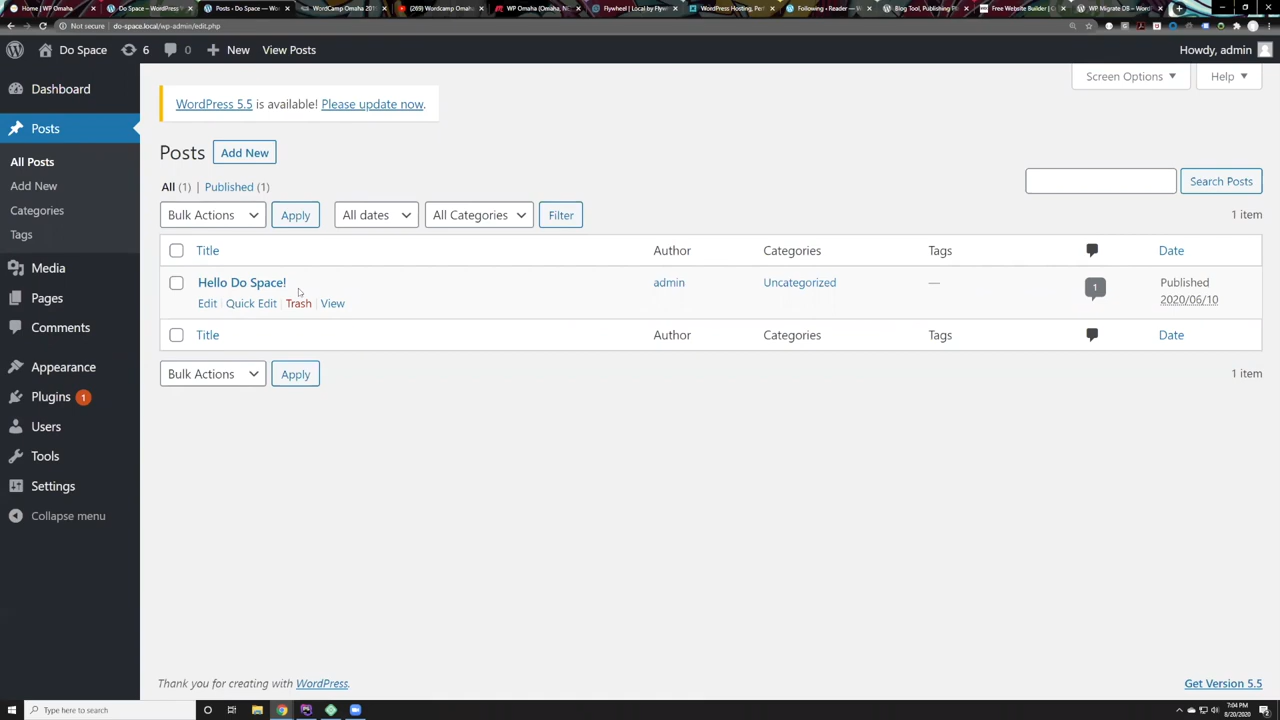 Home | WP Omaha
Do Space – WordPress
Posts ‹ Do Space — WordP
WordCamp Omaha 201
(269) Wordcamp Omaha
WP Omaha (Omaha, N
Flywheel | Local by Flyw
WordPress Hosting, Perf
Following ‹ Reader —
Blog Tool, Publishing Pl
Free Website Builder | C
WP Migrate DB – Word
Not secure | do-space.local/wp-admin/edit.php
Do Space 6 0 New View Posts Howdy, admin
Dashboard
Posts
All Posts
Add New
Categories
Tags
Media
Pages
Comments
Appearance
Plugins 1
Users
Tools
Settings
Collapse menu
Screen Options Help
WordPress 5.5 is available! Please update now.
Posts Add New
All (1) | Published (1)
Search Posts
Bulk Actions Apply All dates All Categories Filter 1 item
Title Author Categories Tags Date
Hello Do Space! admin Uncategorized — 1 Published
2020/06/10
Edit | Quick Edit | Trash | View
Title Author Categories Tags Date
Bulk Actions Apply 1 item
Thank you for creating with WordPress. Get Version 5.5
Type here to search
7:04 PM
8/20/2020